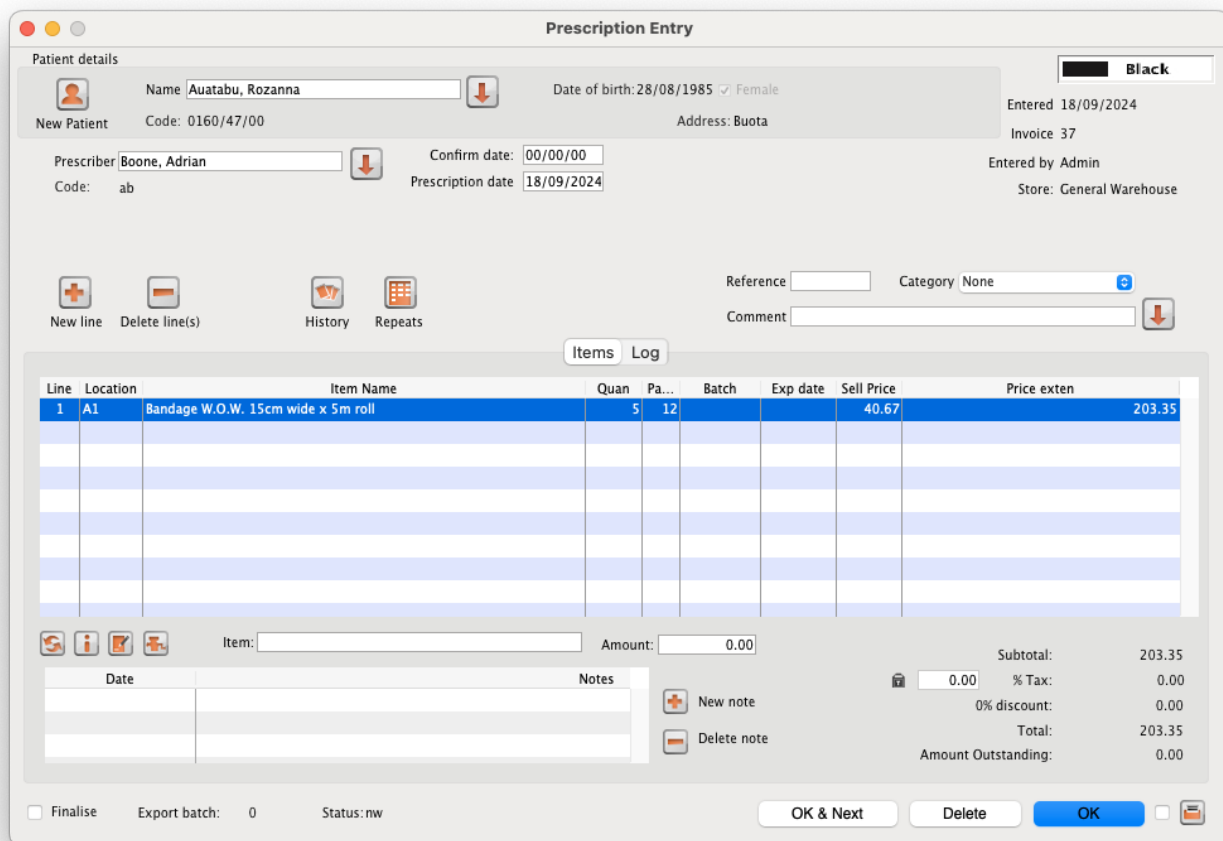 Prescription Entry
Patient details
Black
Name Auatabu, Rozanna Date of birth: 28/08/1985 Female
Entered 18/09/2024
New Patient Code: 0160/47/00 Address: Buota
Invoice 37
Prescriber Boone, Adrian Confirm date: 00/00/00 Entered by Admin
Code: ab Prescription date 18/09/2024 Store: General Warehouse
Reference Category None
New line Delete line(s) History Repeats Comment
Items Log
Line Location Item Name Quan Pa... Batch Exp date Sell Price Price exten
1 A1 Bandage W.O.W. 15cm wide x 5m roll 5 12 40.67 203.35
Item: Amount: 0.00 Subtotal: 203.35
Date Notes 0.00 % Tax: 0.00
New note 0% discount: 0.00
Delete note Total: 203.35
Amount Outstanding: 0.00
Finalise Export batch: 0 Status: nw OK & Next Delete OK